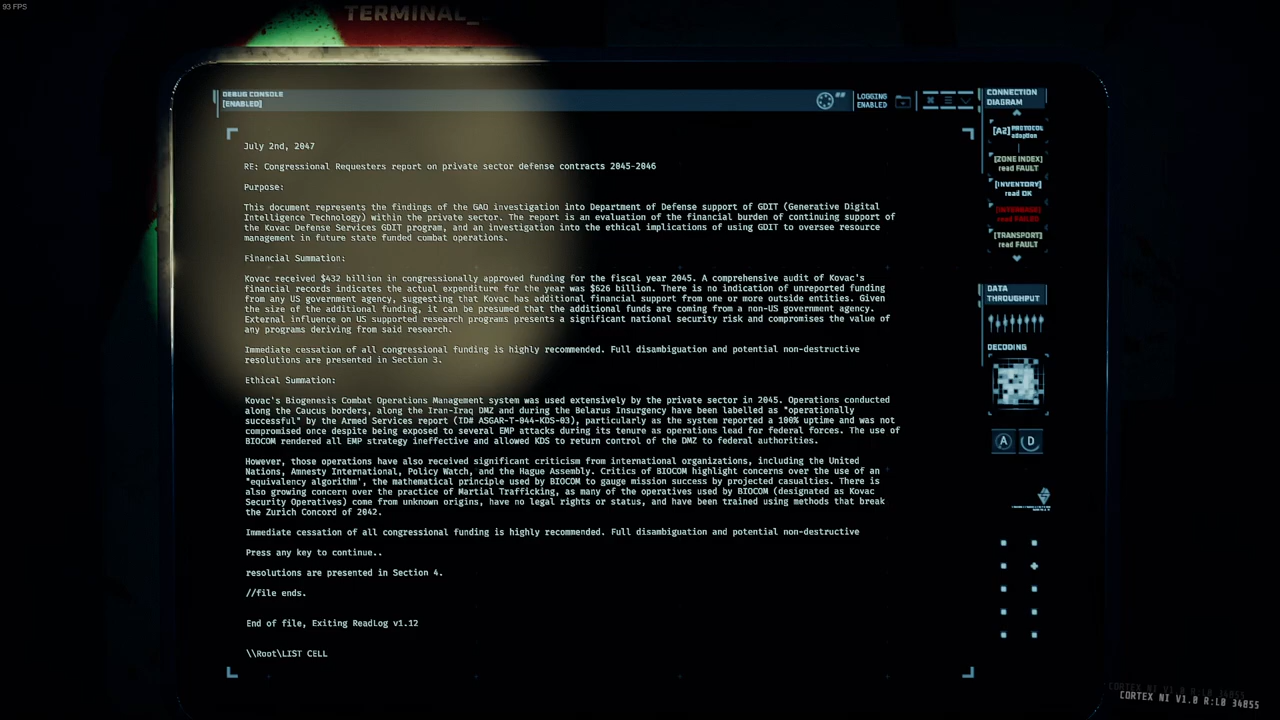 93 FPS
TERMINAL_
DEBUG CONSOLE
[ENABLED]
LOGGING
ENABLED
July 2nd, 2047
RE: Congressional Requesters report on private sector defense contracts 2045-2046
Purpose:
This document represents the findings of the GAO investigation into Department of Defense support of GDIT (Generative Digital
Intelligence Technology) within the private sector. The report is an evaluation of the financial burden of continuing support of
the Kovac Defense Services GDIT program, and an investigation into the ethical implications of using GDIT to oversee resource
management in future state funded combat operations.
Financial Summation:
Kovac received $432 billion in congressionally approved funding for the fiscal year 2045. A comprehensive audit of Kovac's
financial records indicates the actual expenditure for the year was $626 billion. There is no indication of unreported funding
from any US government agency, suggesting that Kovac has additional financial support from one or more outside entities. Given
the size of the additional funding, it can be presumed that the additional funds are coming from a non-US government agency.
External influence on US supported research programs presents a significant national security risk and compromises the value of
any programs deriving from said research.
Immediate cessation of all congressional funding is highly recommended. Full disambiguation and potential non-destructive
resolutions are presented in Section 3.
Ethical Summation:
Kovac's Biogenesis Combat Operations Management system was used extensively by the private sector in 2045. Operations conducted
along the Caucus borders, along the Iran-Iraq DMZ and during the Belarus Insurgency have been labelled as "operationally
successful" by the Armed Services report (ID# ASGAR-T-044-KDS-03), particularly as the system reported a 100% uptime and was not
compromised once despite being exposed to several EMP attacks during its tenure as operations lead for federal forces. The use of
BIOCOM rendered all EMP strategy ineffective and allowed KDS to return control of the DMZ to federal authorities.
However, those operations have also received significant criticism from international organizations, including the United
Nations, Amnesty International, Policy Watch, and the Hague Assembly. Critics of BIOCOM highlight concerns over the use of an
"equivalency algorithm', the mathematical principle used by BIOCOM to gauge mission success by projected casualties. There is
also growing concern over the practice of Martial Trafficking, as many of the operatives used by BIOCOM (designated as Kovac
Security Operatives) come from unknown origins, have no legal rights or status, and have been trained using methods that break
the Zurich Concord of 2042.
Immediate cessation of all congressional funding is highly recommended. Full disambiguation and potential non-destructive
Press any key to continue..
resolutions are presented in Section 4.
//file ends.
End of file, Exiting ReadLog v1.12
\\Root\LIST CELL
CONNECTION
DIAGRAM
[A2] PROTOCOL
adaption
[ZONE INDEX]
read FAULT
[INVENTORY]
read OK
read FAILED
[TRANSPORT]
read FAULT
DATA
THROUGHPUT
DECODING
A D
CORTEX NI V1.0 R:L0 34855